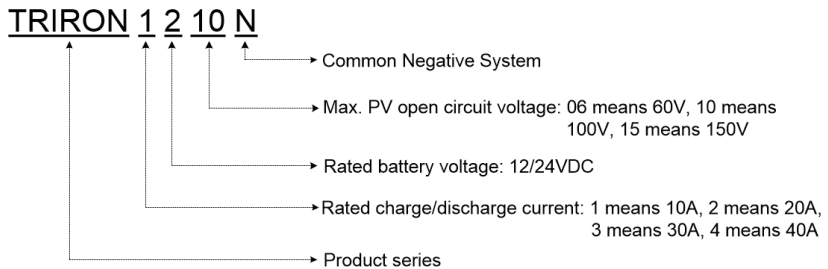 TRIRON 1 2 10 N
Common Negative System
Max. PV open circuit voltage: 06 means 60V, 10 means
100V, 15 means 150V
Rated battery voltage: 12/24VDC
Rated charge/discharge current: 1 means 10A, 2 means 20A,
3 means 30A, 4 means 40A
Product series